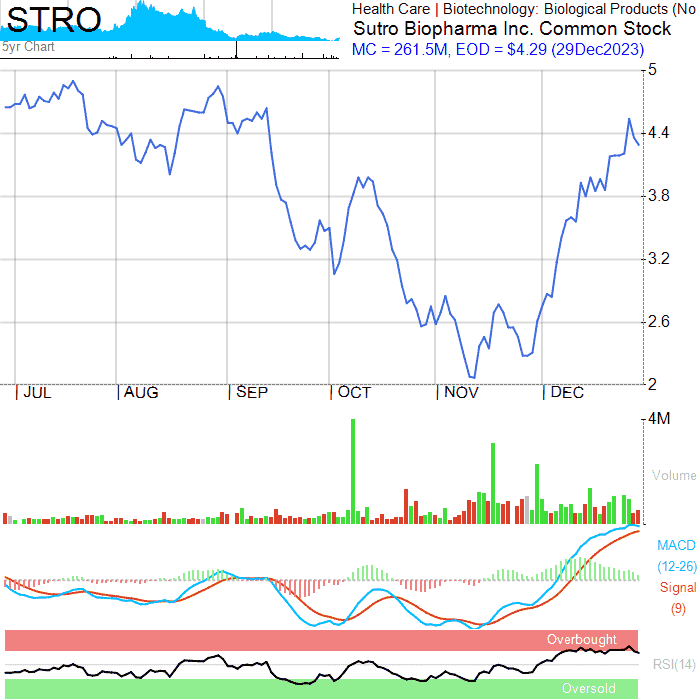 STRO
5yr Chart
Health Care | Biotechnology: Biological Products (No
Sutro Biopharma Inc. Common Stock
MC = 261.5M, EOD = $4.29 (29Dec2023)
5
4.4
3.8
3.2
2.6
2
JUL AUG SEP OCT NOV DEC
4M
Volume
MACD
(12-26)
Signal
(9)
Overbought
RSI(14)
Oversold